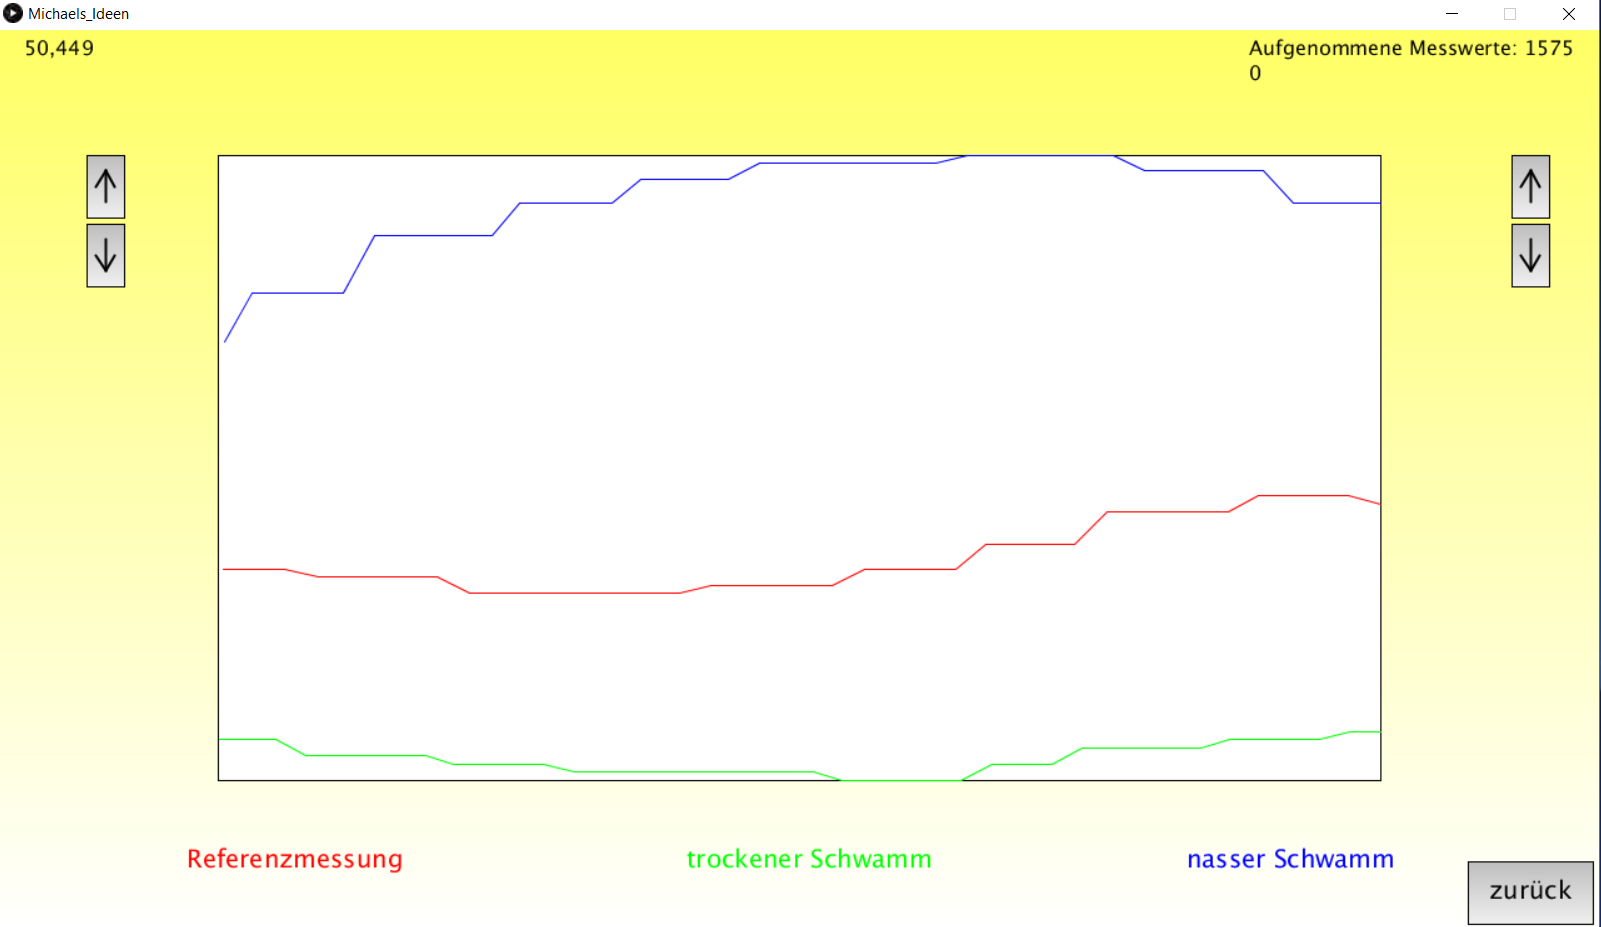 Michaels_Ideen
50,449
Aufgenommene Messwerte: 1575
0
Referenzmessung
trockener Schwamm
nasser Schwamm
zurück